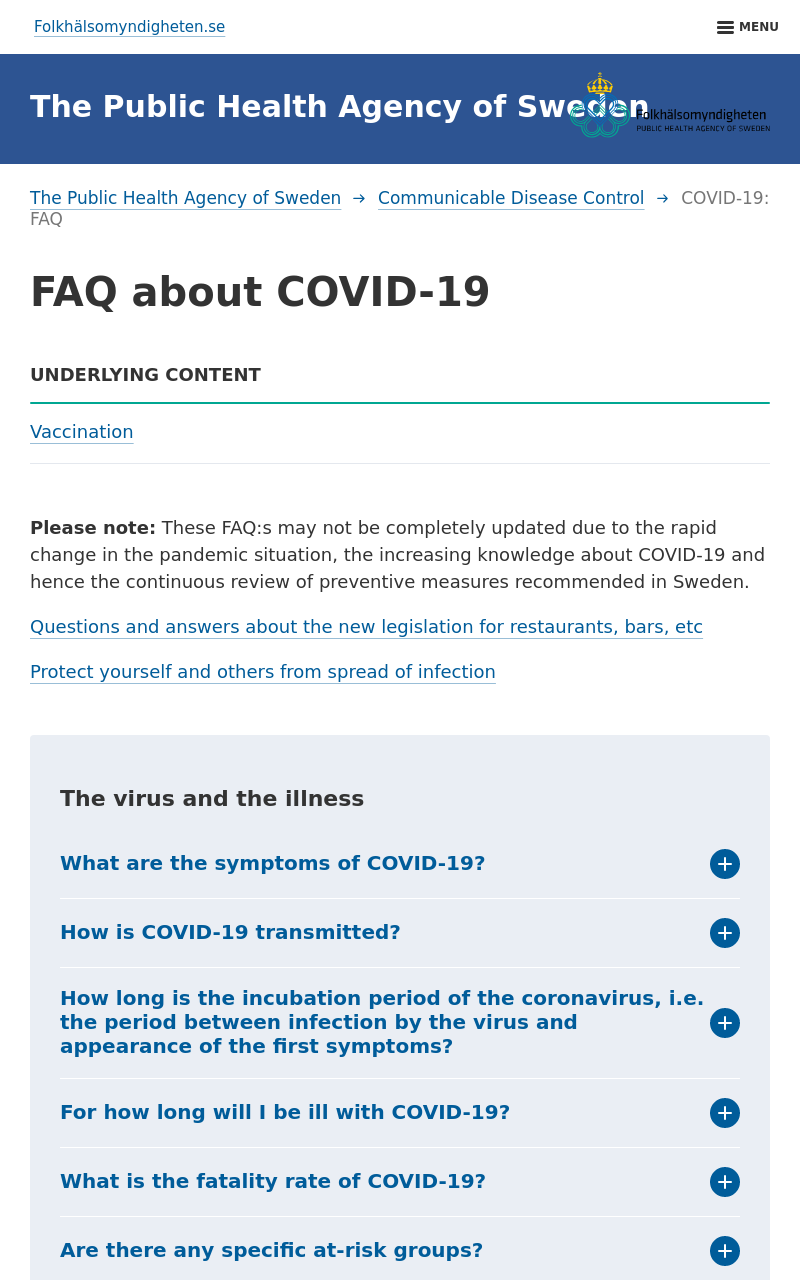 Folkhälsomyndigheten.se
MENU
The Public Health Agency of Sweden
Folkhälsomyndigheten
PUBLIC HEALTH AGENCY OF SWEDEN
The Public Health Agency of Sweden → Communicable Disease Control → COVID-19:
FAQ
FAQ about COVID-19
UNDERLYING CONTENT
Vaccination
Please note: These FAQ:s may not be completely updated due to the rapid
change in the pandemic situation, the increasing knowledge about COVID-19 and
hence the continuous review of preventive measures recommended in Sweden.
Questions and answers about the new legislation for restaurants, bars, etc
Protect yourself and others from spread of infection
The virus and the illness
What are the symptoms of COVID-19?
How is COVID-19 transmitted?
How long is the incubation period of the coronavirus, i.e.
the period between infection by the virus and
appearance of the first symptoms?
For how long will I be ill with COVID-19?
What is the fatality rate of COVID-19?
Are there any specific at-risk groups?